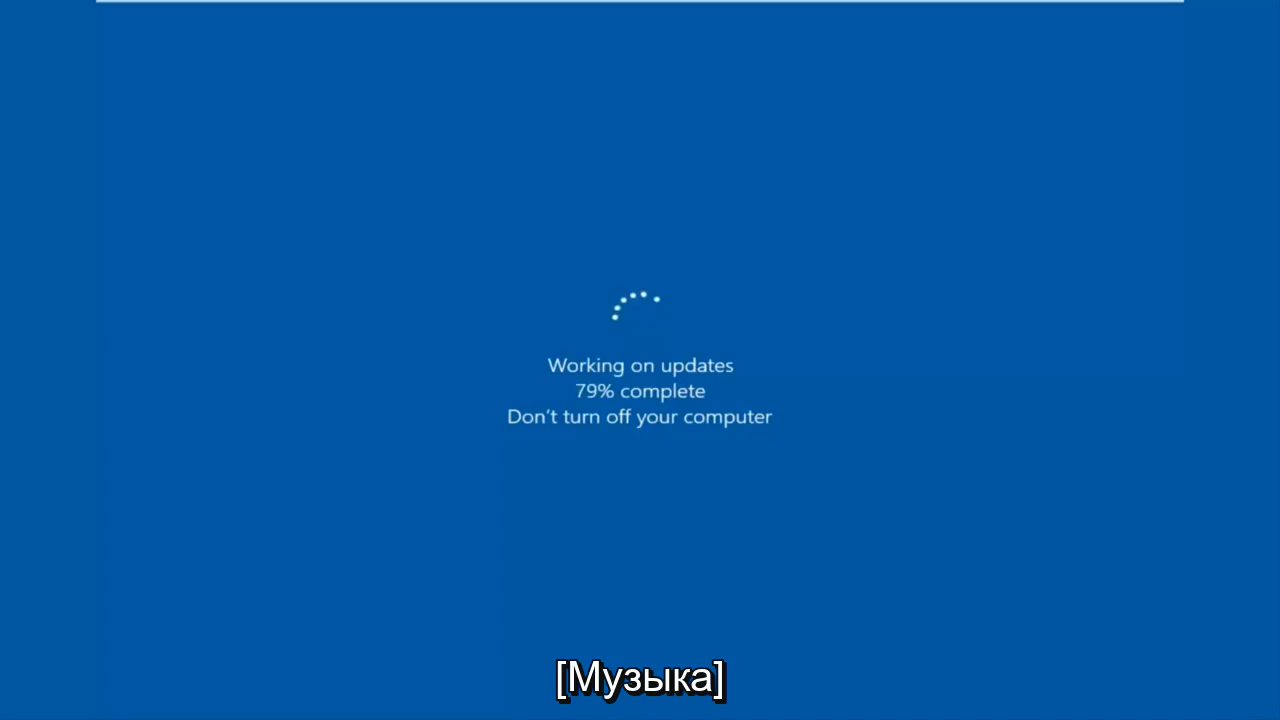 Working on updates
79% complete
Don't turn off your computer
[Музыка]